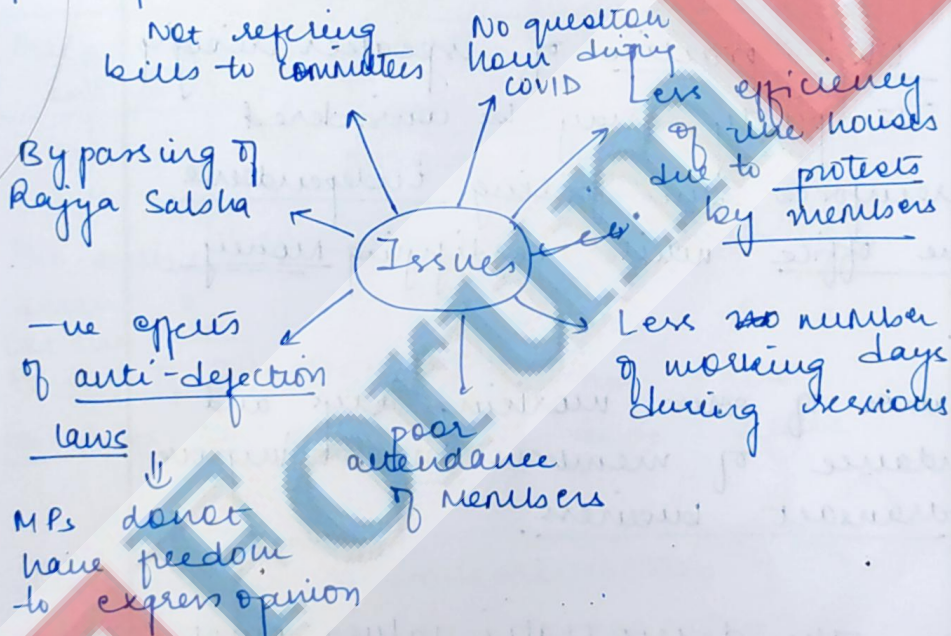 Not refering
bills to committees
No question
hour during
COVID
Less efficiency
of the houses
due to protests
by members
By passing of
Rajya Sabha
Issues
-ve effects
of anti-defection
laws
⇓
MPs donot
have freedom
to express opinion
poor
attendance
of members
Less number
of working days
during sessions
Forum